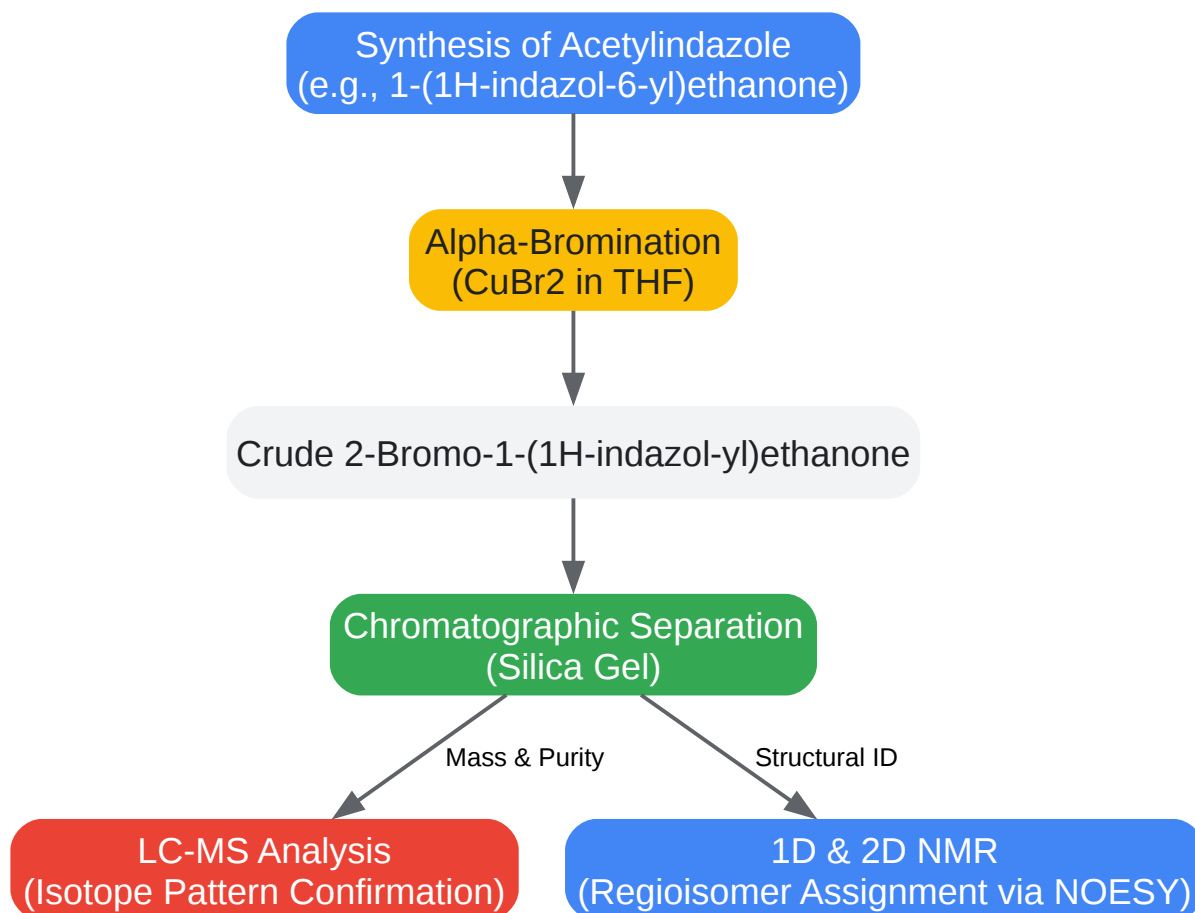 Synthesis of Acetylindazole
(e.g., 1-(1H-indazol-6-yl)ethanone)
Alpha-Bromination
(CuBr2 in THF)
Crude 2-Bromo-1-(1H-indazol-yl)ethanone
Chromatographic Separation
(Silica Gel)
Mass & Purity
Structural ID
LC-MS Analysis
(Isotope Pattern Confirmation)
1D & 2D NMR
(Regioisomer Assignment via NOESY)